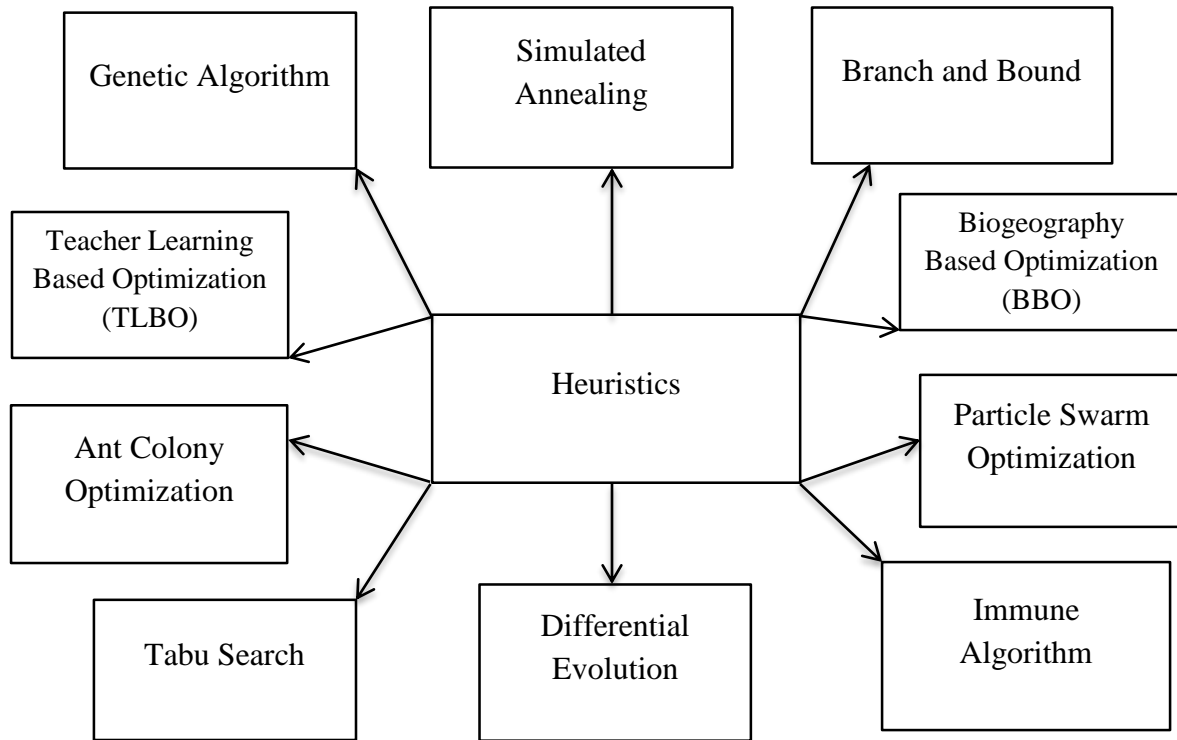 Genetic Algorithm
Simulated
Annealing
Branch and Bound
Teacher Learning
Based Optimization
(TLBO)
Biogeography
Based Optimization
(BBO)
Heuristics
Ant Colony
Optimization
Particle Swarm
Optimization
Tabu Search
Differential
Evolution
Immune
Algorithm